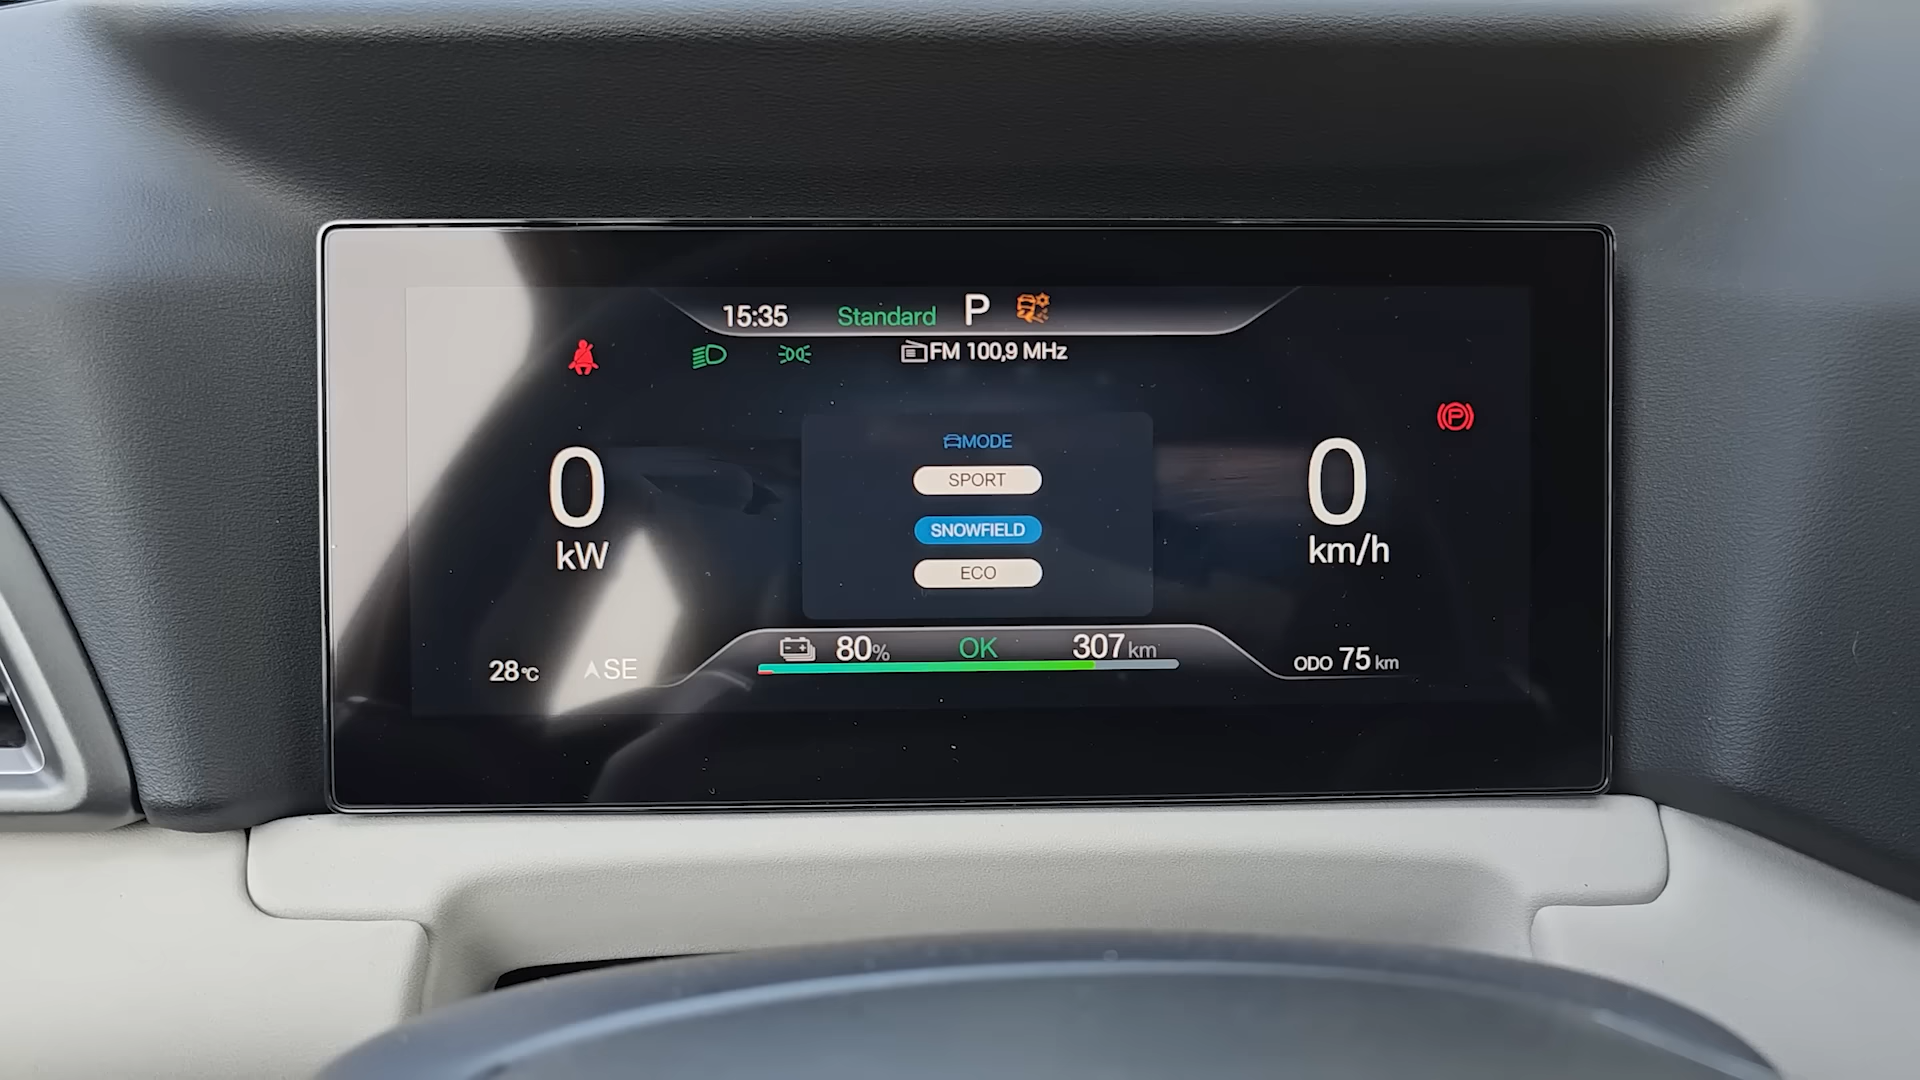 15:35 Standard P
FM 100,9 MHz
MODE
SPORT
SNOWFIELD
ECO
0
kW
0
km/h
80% OK 307 km
28°C SE
ODO 75 km